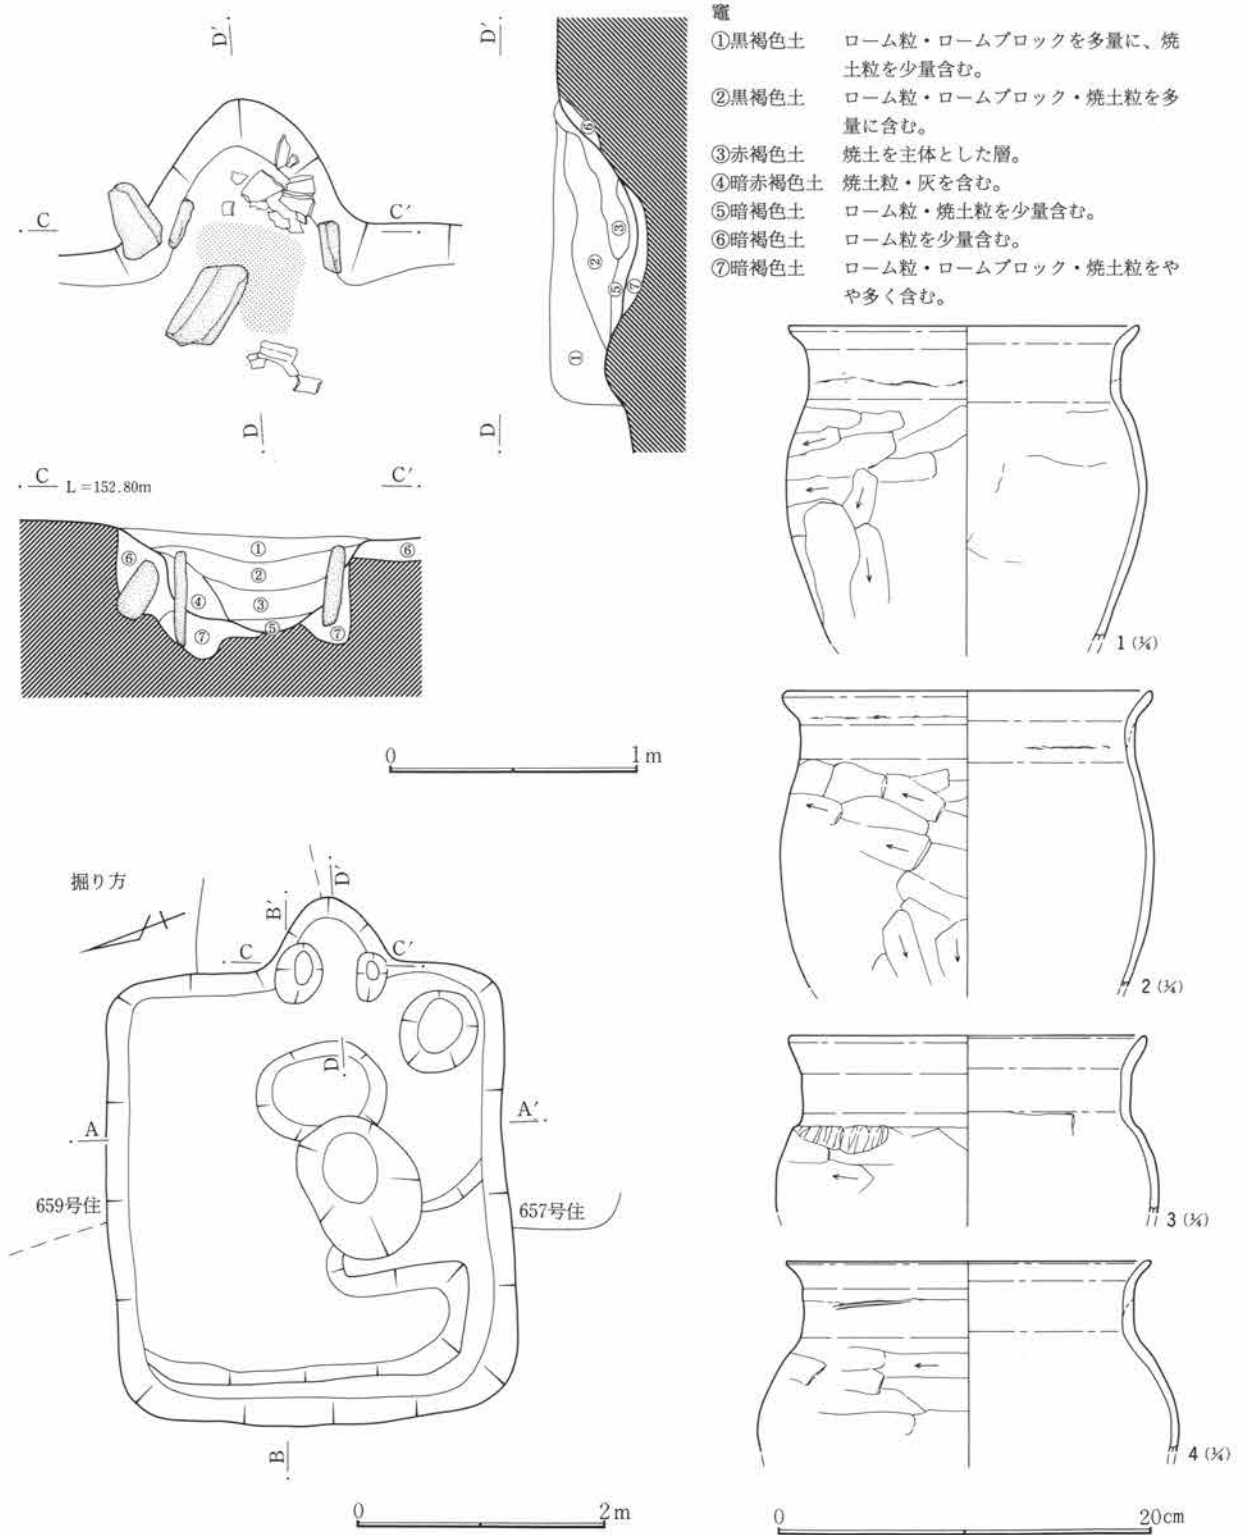 D'
D'
C
C'
D
D
⑥
③
②
⑤
⑦
①
竈
①黒褐色土 ローム粒・ロームブロックを多量に、焼
土粒を少量含む。
②黒褐色土 ローム粒・ロームブロック・焼土粒を多
量に含む。
③赤褐色土 焼土を主体とした層。
④暗赤褐色土 焼土粒・灰を含む。
⑤暗褐色土 ローム粒・焼土粒を少量含む。
⑥暗褐色土 ローム粒を少量含む。
⑦暗褐色土 ローム粒・ロームブロック・焼土粒をや
や多く含む。
C L=152.80m C'
⑥
①
②
③
④
⑤
⑦
⑦
⑥
0 1m
掘り方
D'
B'
C
C'
D
A
A'
659号住
657号住
B
0 2m
1 (¼)
2 (¼)
3 (¼)
4 (¼)
0 20cm